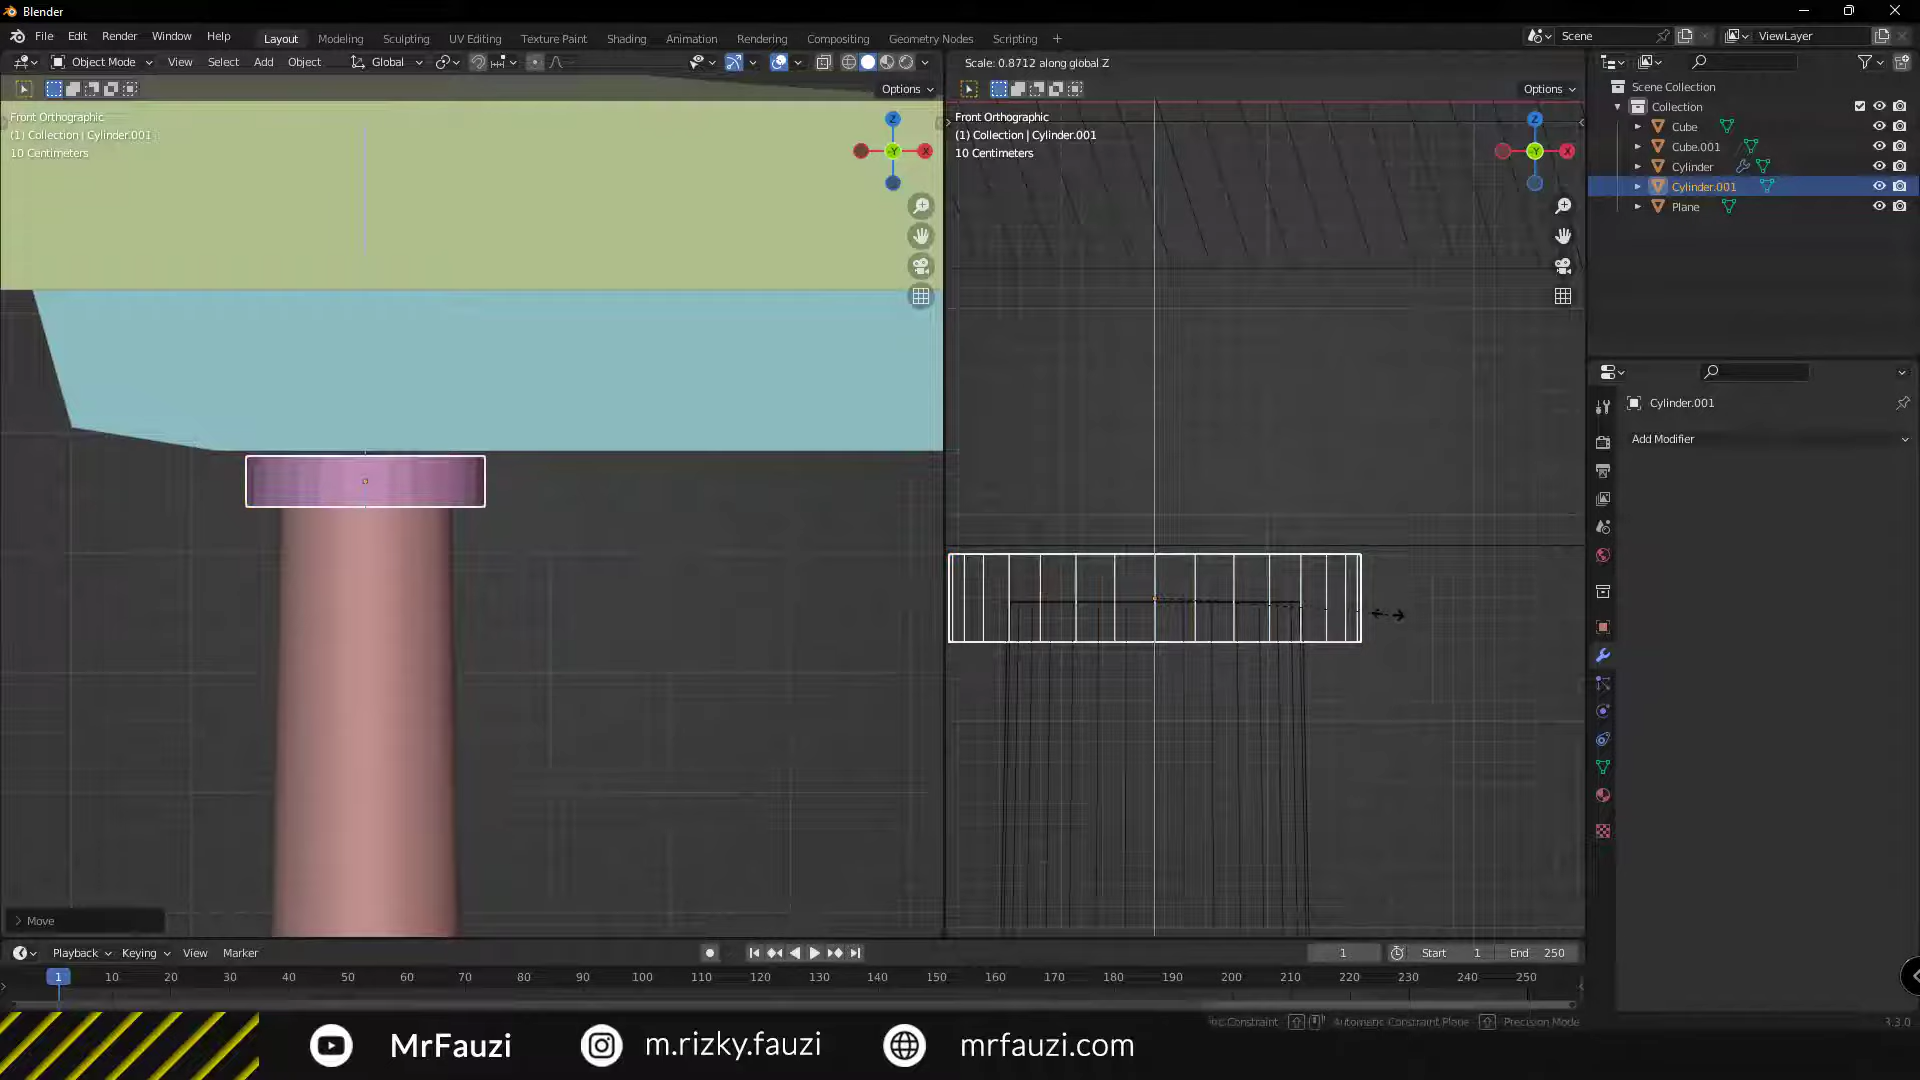 Blender
File Edit Render Window Help
Layout Modeling Sculpting UV Editing Texture Paint Shading Animation Rendering Compositing Geometry Nodes Scripting +
Scene
ViewLayer
Object Mode View Select Add Object Global
Scale: 0.8712 along global Z
Options
Options
Front Orthographic
(1) Collection | Cylinder.001
10 Centimeters
Z
X
-Y
Front Orthographic
(1) Collection | Cylinder.001
10 Centimeters
Z
X
-Y
Scene Collection
Collection
Cube
Cube.001
Cylinder
Cylinder.001
Plane
Cylinder.001
Add Modifier
Move
Playback Keying View Marker
1 Start 1 End 250
1 10 20 30 40 50 60 70 80 90 100 110 120 130 140 150 160 170 180 190 200 210 220 230 240 250
Constraint Automatic Constraint Plane Precision Mode
3.3.0
MrFauzi m.rizky.fauzi mrfauzi.com